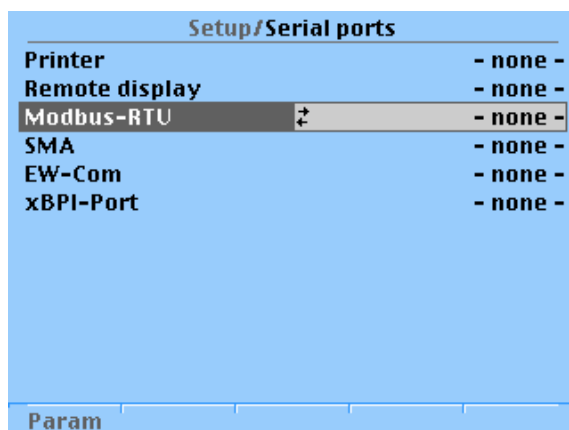 Setup/Serial ports
Printer - none -
Remote display - none -
Modbus-RTU - none -
SMA - none -
EW-Com - none -
xBPI-Port - none -
Param